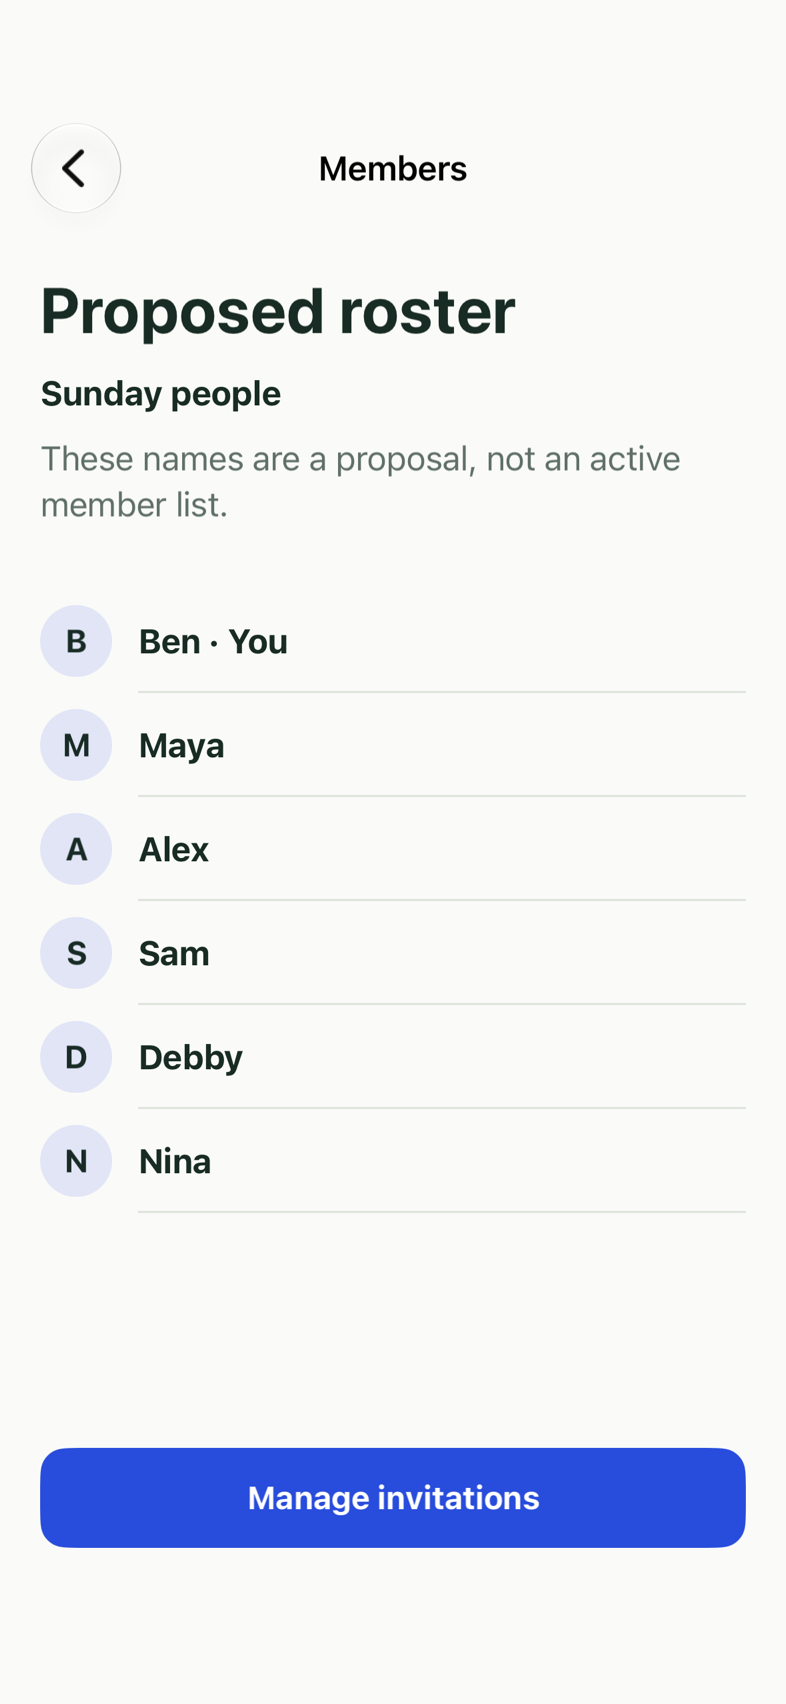 Members
Proposed roster
Sunday people
These names are a proposal, not an active
member list.
B
Ben · You
M
Maya
A
Alex
S
Sam
D
Debby
N
Nina
Manage invitations